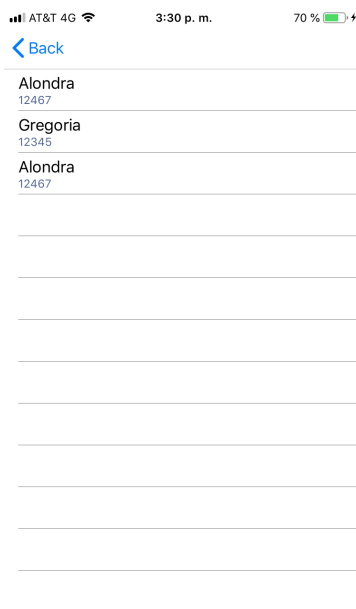 AT&T 4G 3:30 p. m. 70 %
Back
Alondra
12467
Gregoria
12345
Alondra
12467